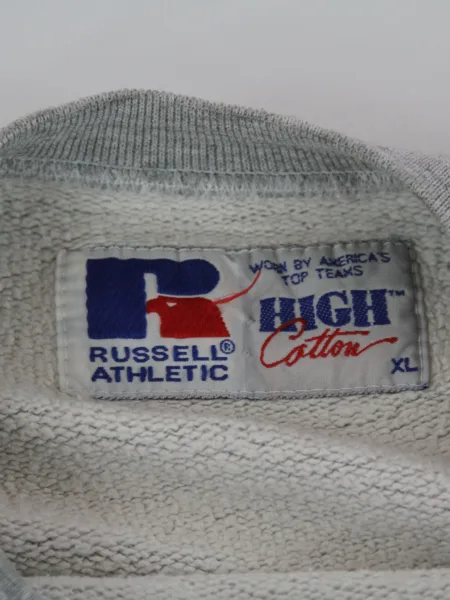 RUSSELL®
ATHLETIC
WORN BY AMERICA'S
TOP TEAMS
HIGH™
Cotton
XL